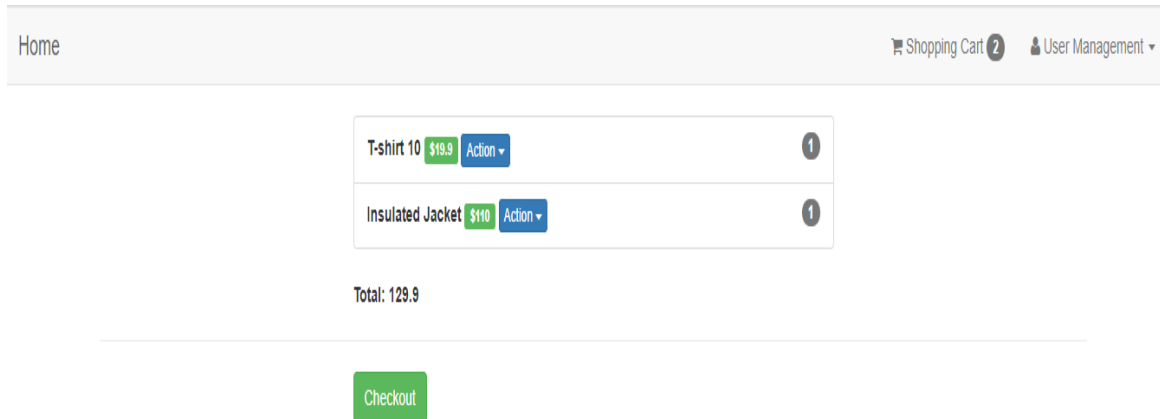 Home Shopping Cart 2 User Management
T-shirt 10 $19.9 Action 1
Insulated Jacket $110 Action 1
Total: 129.9
Checkout